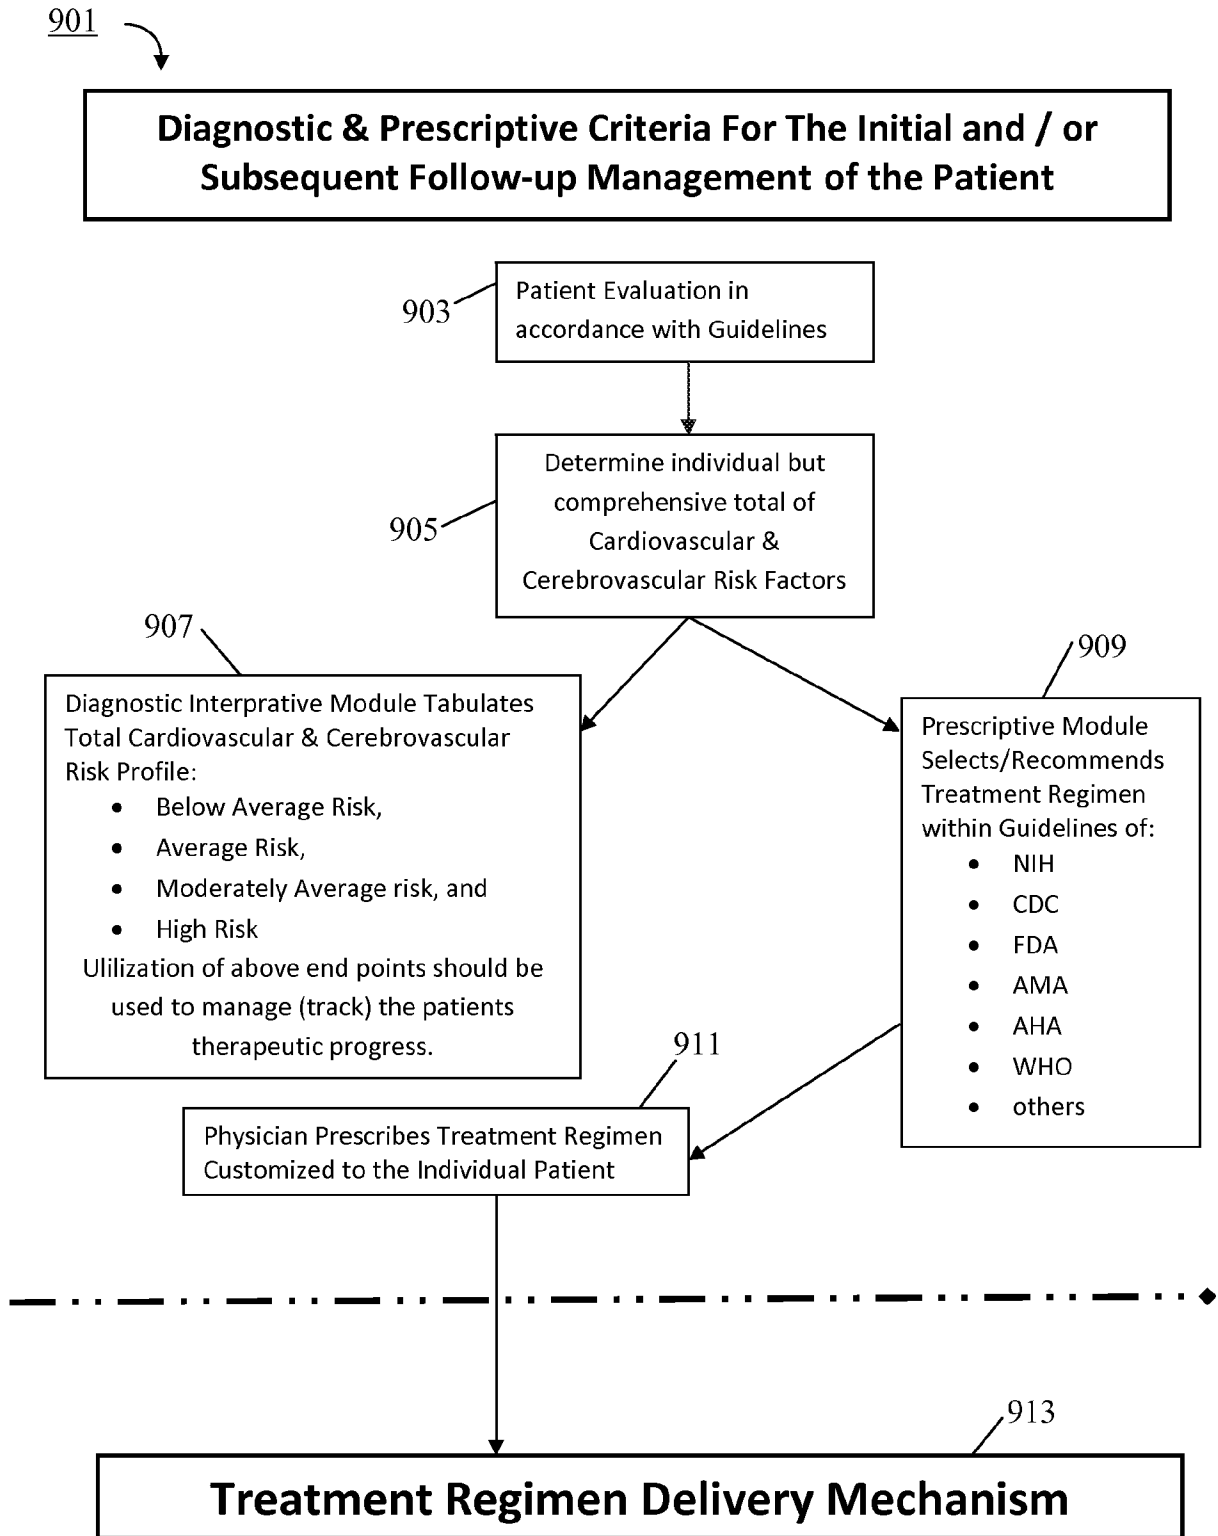 901
Diagnostic & Prescriptive Criteria For The Initial and / or
Subsequent Follow-up Management of the Patient
903
Patient Evaluation in
accordance with Guidelines
905
Determine individual but
comprehensive total of
Cardiovascular &
Cerebrovascular Risk Factors
907
Diagnostic Interprative Module Tabulates
Total Cardiovascular & Cerebrovascular
Risk Profile:
• Below Average Risk,
• Average Risk,
• Moderately Average risk, and
• High Risk
Ulilization of above end points should be
used to manage (track) the patients
therapeutic progress.
909
Prescriptive Module
Selects/Recommends
Treatment Regimen
within Guidelines of:
• NIH
• CDC
• FDA
• AMA
• AHA
• WHO
• others
911
Physician Prescribes Treatment Regimen
Customized to the Individual Patient
913
Treatment Regimen Delivery Mechanism